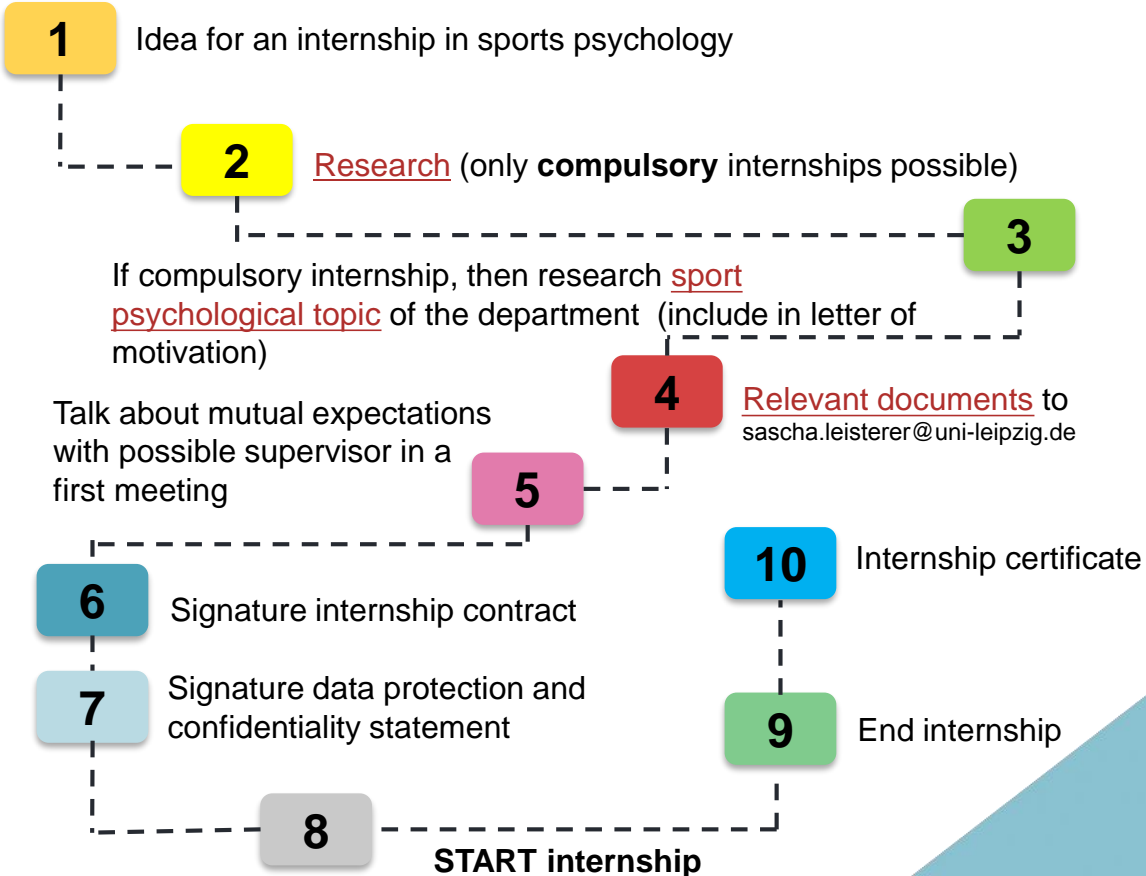 1
Idea for an internship in sports psychology
2
Research (only compulsory internships possible)
3
If compulsory internship, then research sport
psychological topic of the department (include in letter of
motivation)
4
Relevant documents to
sascha.leisterer@uni-leipzig.de
Talk about mutual expectations
with possible supervisor in a
first meeting
5
6
Signature internship contract
7
Signature data protection and
confidentiality statement
8
START internship
9
End internship
10
Internship certificate